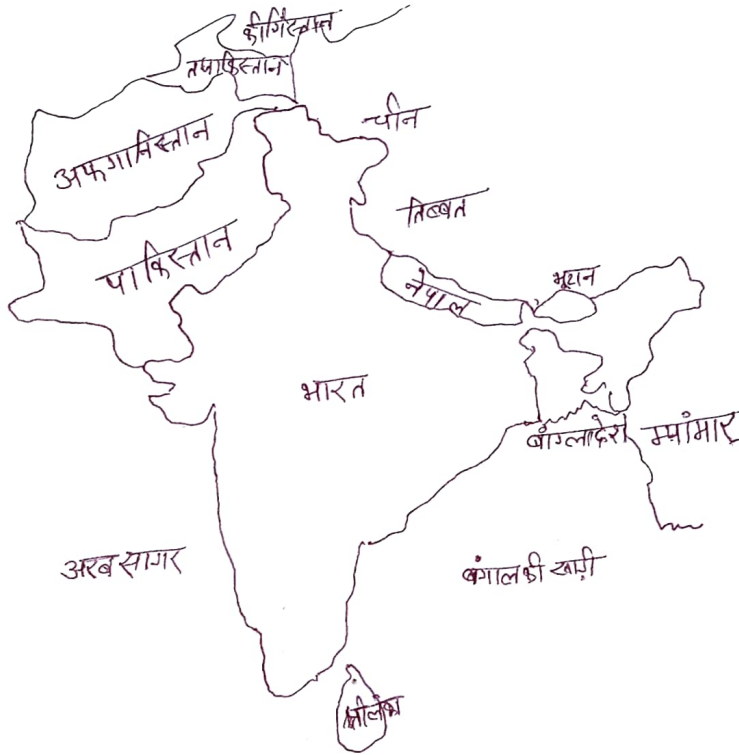 कीर्गिस्तान
तजाकिस्तान
चीन
अफगानिस्तान
तिब्बत
पाकिस्तान
भूटान
नेपाल
भारत
बांग्लादेश म्यांमार
अरब सागर
बंगाल की खाड़ी
श्रीलंका